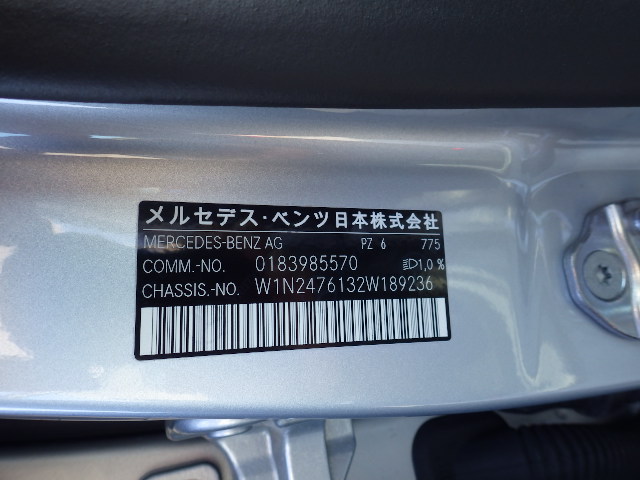 メルセデス・ベンツ日本株式会社
MERCEDES-BENZ AG PZ 6 775
COMM.-NO. 0183985570 1,0 %
CHASSIS.-NO. W1N2476132W189236